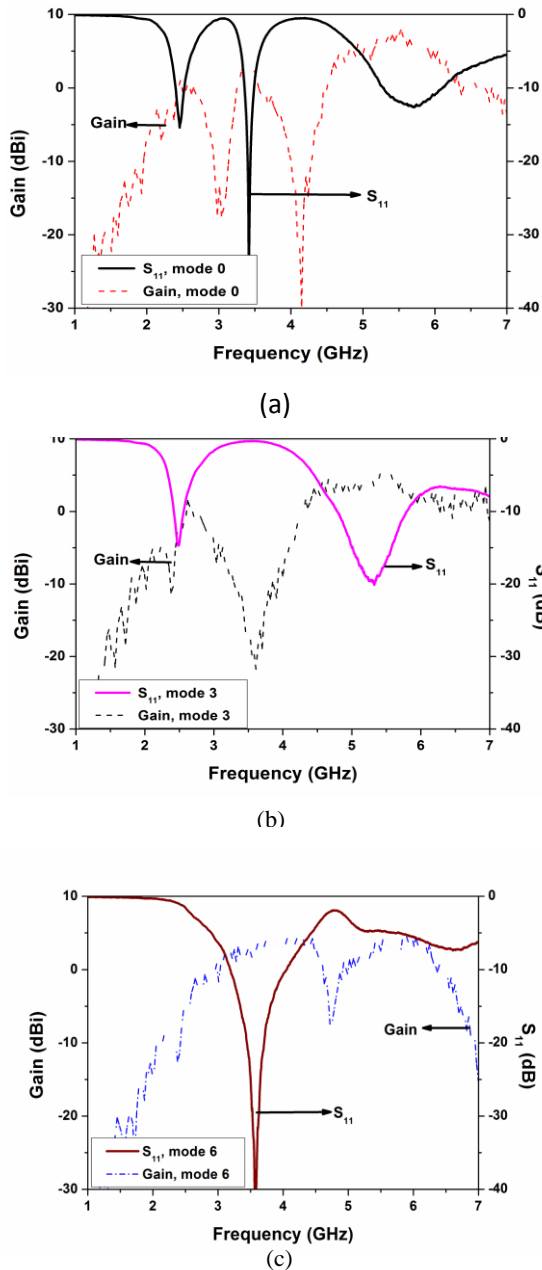 10
0
-10
-20
-30
Gain (dBi)
0
-10
-20
-30
-40
Gain
S11
S11, mode 0
Gain, mode 0
1 2 3 4 5 6 7
Frequency (GHz)
(a)
10
0
-10
-20
-30
Gain (dBi)
0
-10
-20
-30
-40
S11 (dB)
Gain
S11
S11, mode 3
Gain, mode 3
1 2 3 4 5 6 7
Frequency (GHz)
(b)
10
0
-10
-20
-30
Gain (dBi)
0
-10
-20
-30
-40
S11 (dB)
Gain
S11
S11, mode 6
Gain, mode 6
1 2 3 4 5 6 7
Frequency (GHz)
(c)